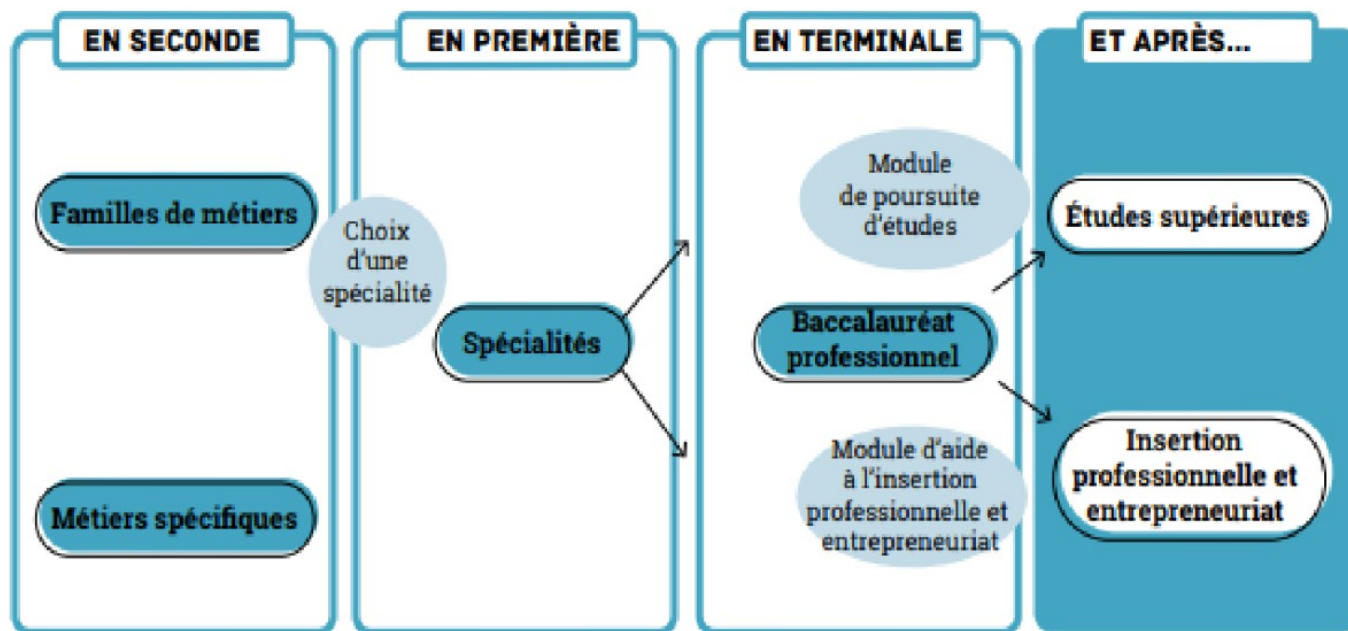 EN SECONDE
Familles de métiers
Métiers spécifiques
Choix
d'une
spécialité
EN PREMIÈRE
Spécialités
EN TERMINALE
Module
de poursuite
d'études
Baccalauréat
professionnel
Module d'aide
à l'insertion
professionnelle et
entrepreneuriat
ET APRÈS...
Études supérieures
Insertion
professionnelle et
entrepreneuriat